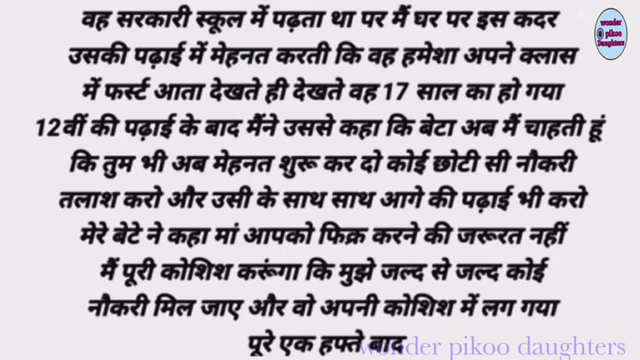 वह सरकारी स्कूल में पढ़ता था पर मैं घर पर इस कदर
उसकी पढ़ाई में मेहनत करती कि वह हमेशा अपने क्लास
में फर्स्ट आता देखते ही देखते वह 17 साल का हो गया
12वीं की पढ़ाई के बाद मैंने उससे कहा कि बेटा अब मैं चाहती हूं
कि तुम भी अब मेहनत शुरू कर दो कोई छोटी सी नौकरी
तलाश करो और उसी के साथ साथ आगे की पढ़ाई भी करो
मेरे बेटे ने कहा मां आपको फिक्र करने की जरूरत नहीं
मैं पूरी कोशिश करूंगा कि मुझे जल्द से जल्द कोई
नौकरी मिल जाए और वो अपनी कोशिश में लग गया
पूरे एक हफ्ते बाद
wonder pikoo daughters
wonder
pikoo
Daughters